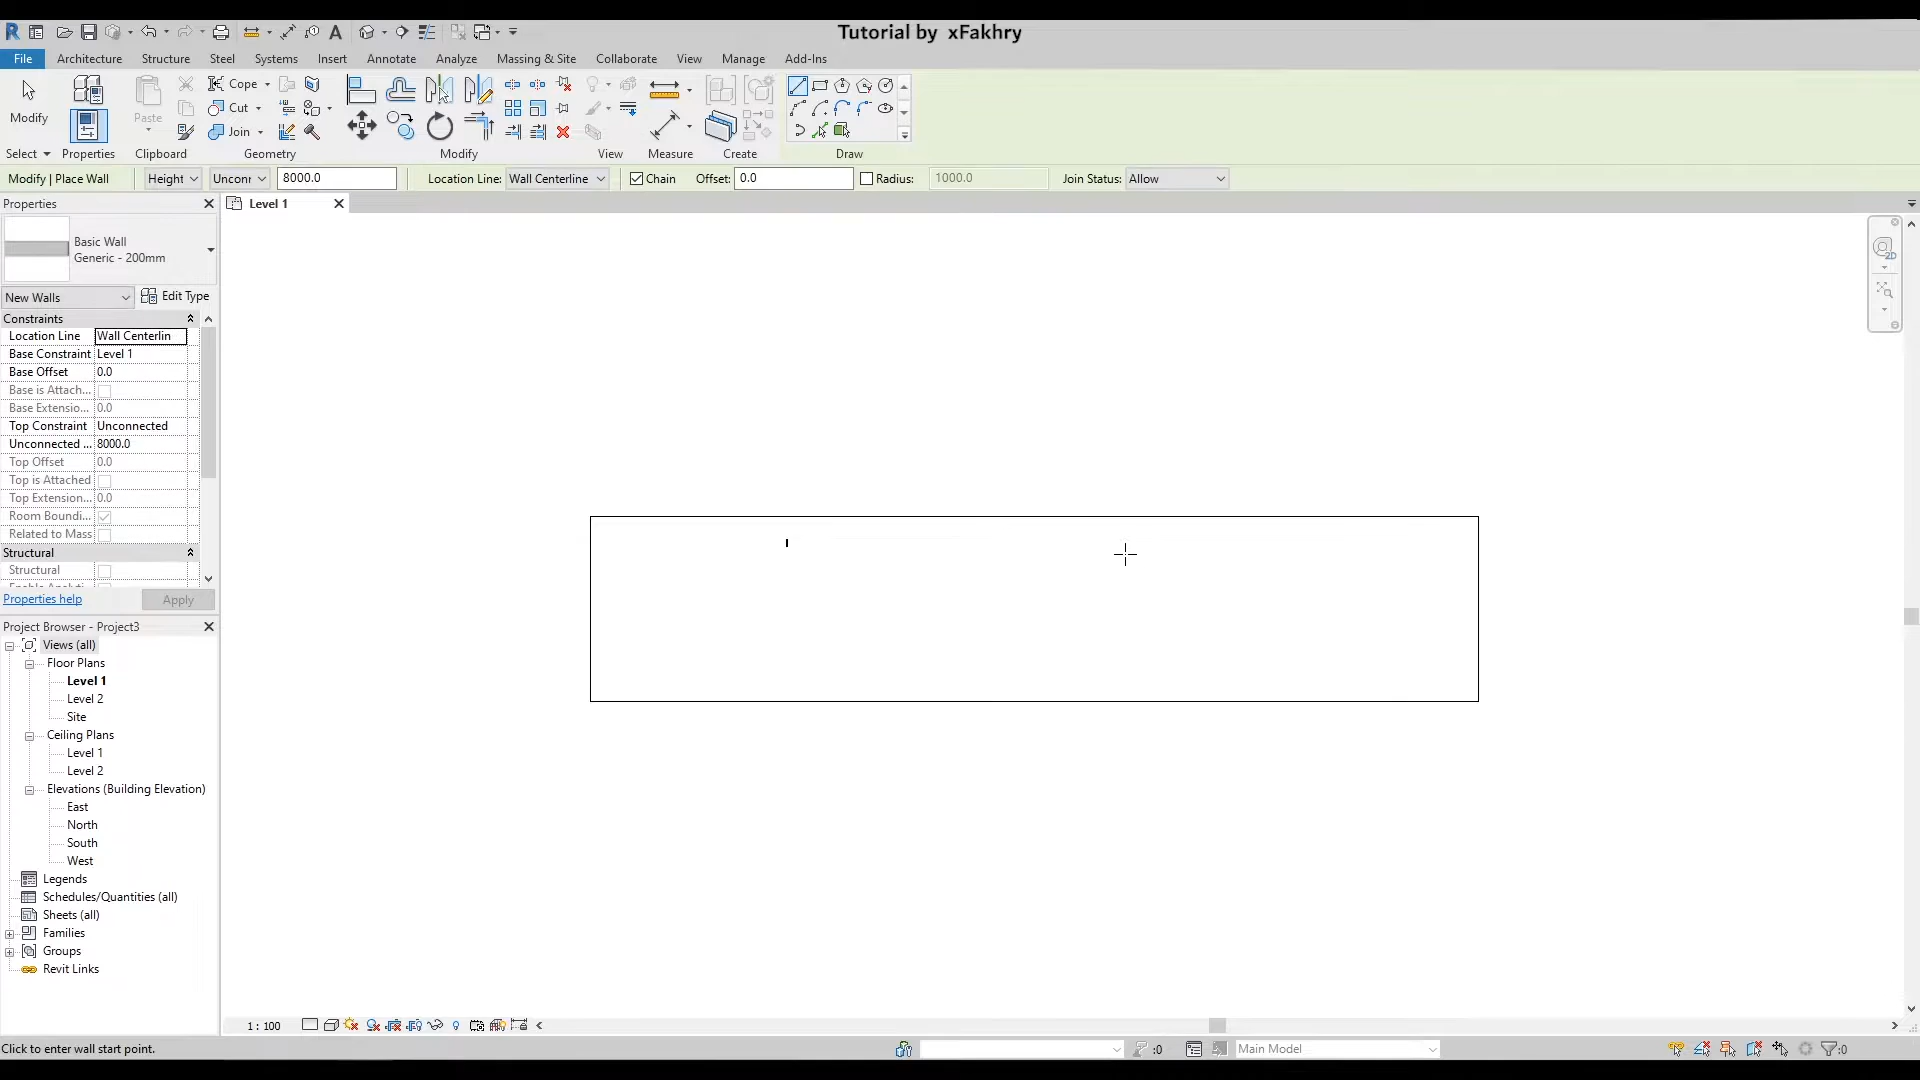 Tutorial by xFakhry
File Architecture Structure Steel Systems Insert Annotate Analyze Massing & Site Collaborate View Manage Add-Ins
Modify Paste Cope Cut Join
Select Properties Clipboard Geometry Modify View Measure Create Draw
Modify | Place Wall Height Unconr 8000.0 Location Line: Wall Centerline Chain Offset: 0.0 Radius: 1000.0 Join Status: Allow
Properties
Level 1
Basic Wall
Generic - 200mm
New Walls Edit Type
Constraints
Location Line Wall Centerlin
Base Constraint Level 1
Base Offset 0.0
Base is Attach...
Base Extensio... 0.0
Top Constraint Unconnected
Unconnected ... 8000.0
Top Offset 0.0
Top is Attached
Top Extension... 0.0
Room Boundi...
Related to Mass
Structural
Structural
Properties help Apply
Project Browser - Project3
Views (all)
Floor Plans
Level 1
Level 2
Site
Ceiling Plans
Level 1
Level 2
Elevations (Building Elevation)
East
North
South
West
Legends
Schedules/Quantities (all)
Sheets (all)
Families
Groups
Revit Links
1 : 100
Click to enter wall start point. :0 Main Model :0